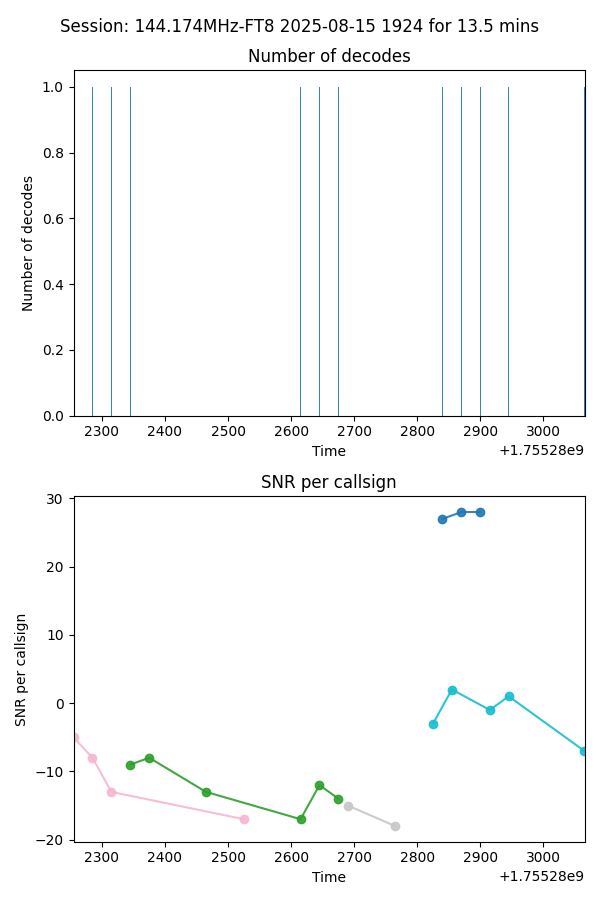 Session: 144.174MHz-FT8 2025-08-15 1924 for 13.5 mins
Number of decodes
1.0
0.8
0.6
0.4
0.2
0.0
Number of decodes
2300 2400 2500 2600 2700 2800 2900 3000
Time
+1.75528e9
SNR per callsign
30
20
10
0
−10
−20
SNR per callsign
2300 2400 2500 2600 2700 2800 2900 3000
Time
+1.75528e9